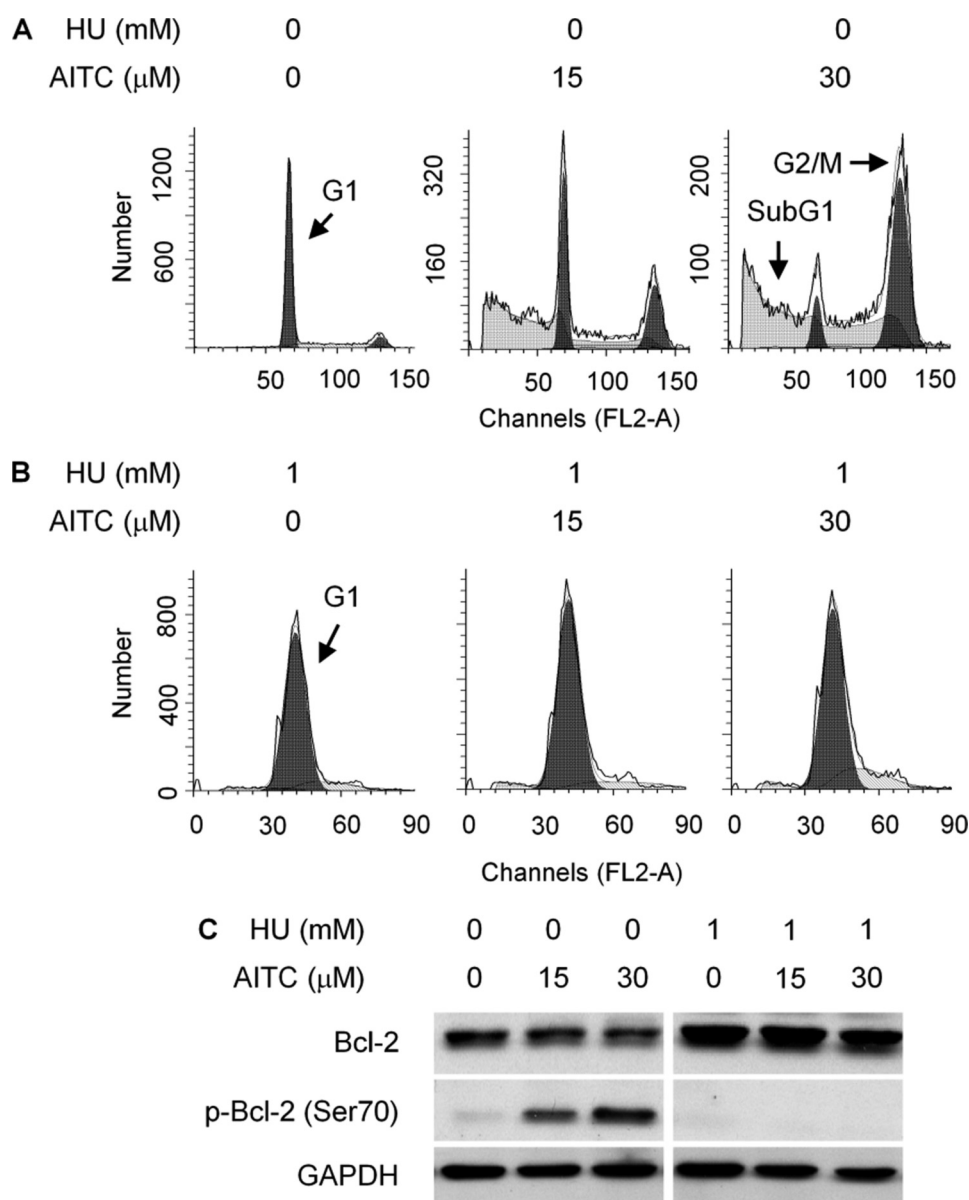 A HU (mM) 0 0 0
AITC (μM) 0 15 30
Number
1200
600
320
160
200
100
G1
G2/M
SubG1
50 100 150 50 100 150 50 100 150
Channels (FL2-A)
B HU (mM) 1 1 1
AITC (μM) 0 15 30
Number
800
400
0
G1
0 30 60 90 0 30 60 90 0 30 60 90
Channels (FL2-A)
C HU (mM) 0 0 0 1 1 1
AITC (μM) 0 15 30 0 15 30
Bcl-2
p-Bcl-2 (Ser70)
GAPDH